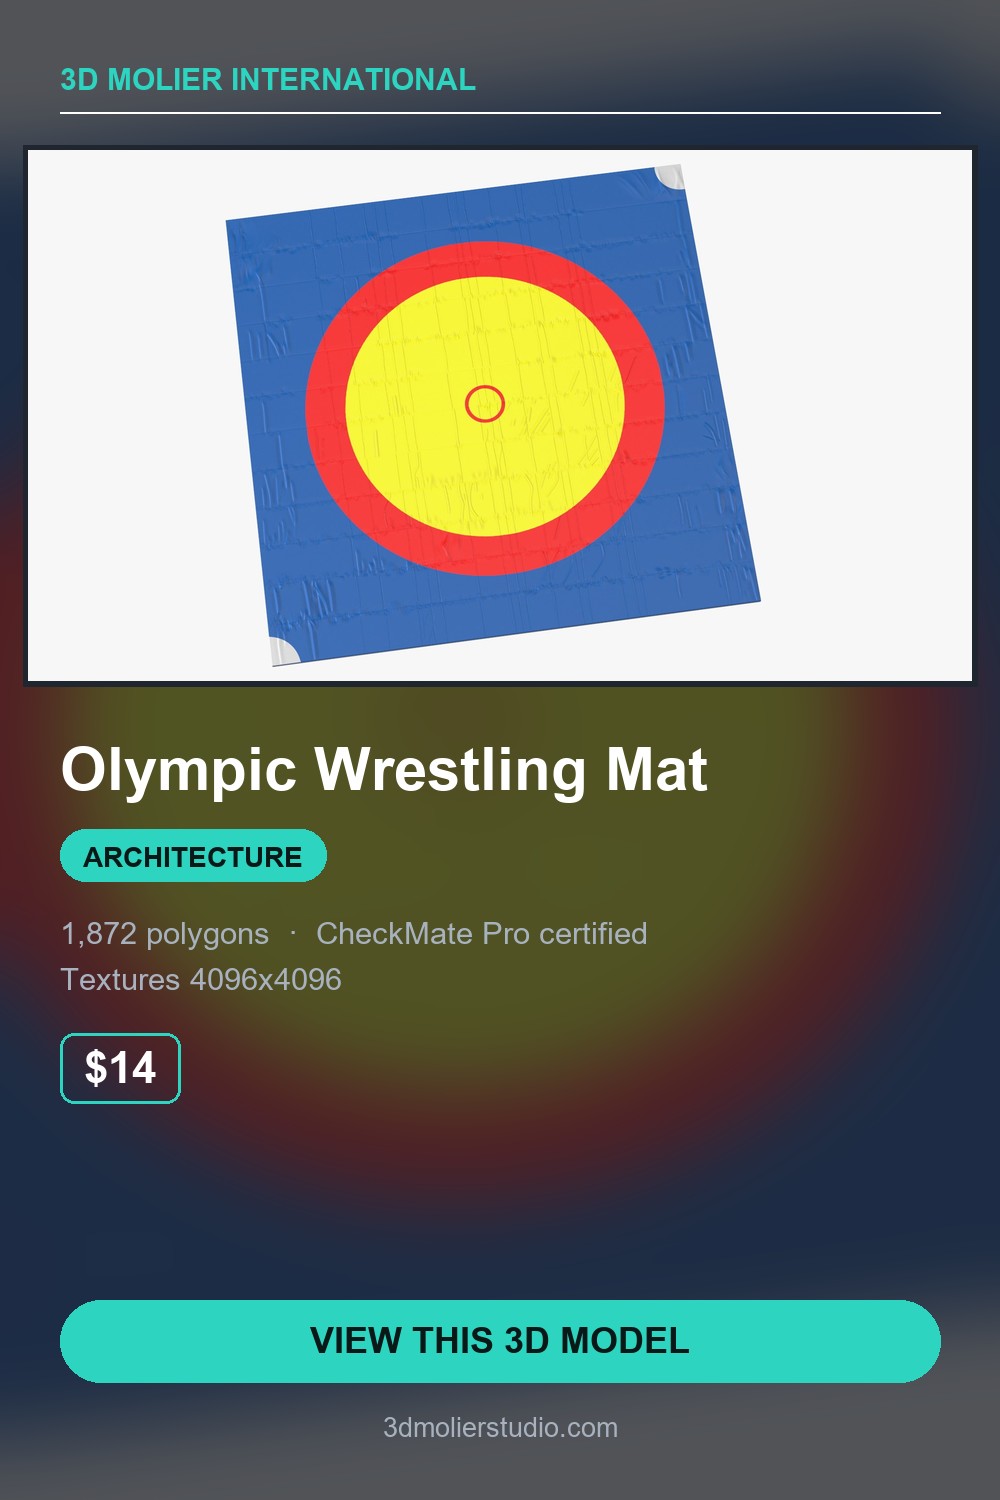 3D MOLIER INTERNATIONAL
Olympic Wrestling Mat
ARCHITECTURE
1,872 polygons · CheckMate Pro certified
Textures 4096x4096
$14
VIEW THIS 3D MODEL
3dmolierstudio.com